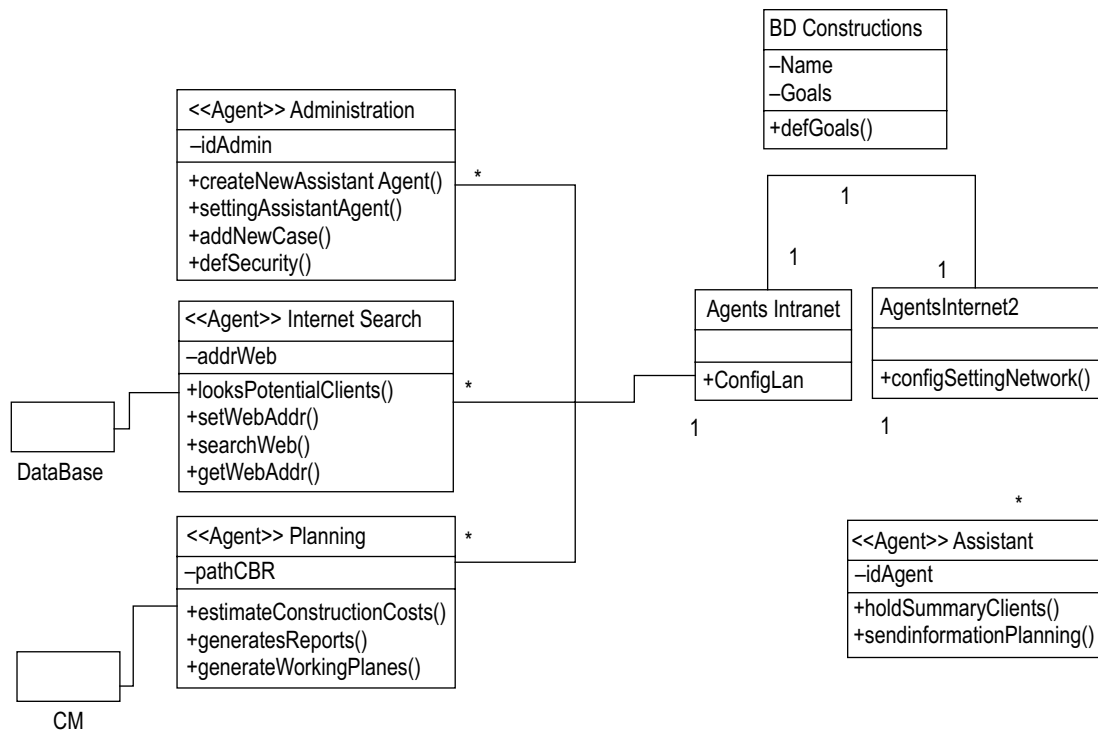 BD Constructions
–Name
–Goals
+defGoals()
<<Agent>> Administration
–idAdmin
+createNewAssistant Agent()
+settingAssistantAgent()
+addNewCase()
+defSecurity()
*
<<Agent>> Internet Search
–addrWeb
+looksPotentialClients()
+setWebAddr()
+searchWeb()
+getWebAddr()
*
DataBase
<<Agent>> Planning
–pathCBR
+estimateConstructionCosts()
+generatesReports()
+generateWorkingPlanes()
*
CM
1
1
1
Agents Intranet
+ConfigLan
1
AgentsInternet2
+configSettingNetwork()
1
*
<<Agent>> Assistant
–idAgent
+holdSummaryClients()
+sendinformationPlanning()